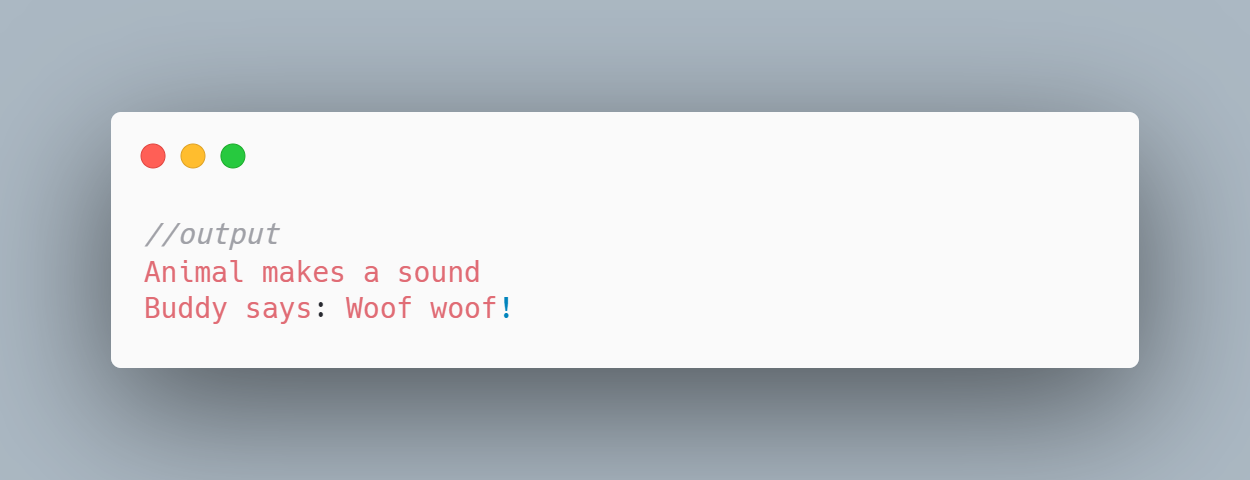 //output
Animal makes a sound
Buddy says: Woof woof!